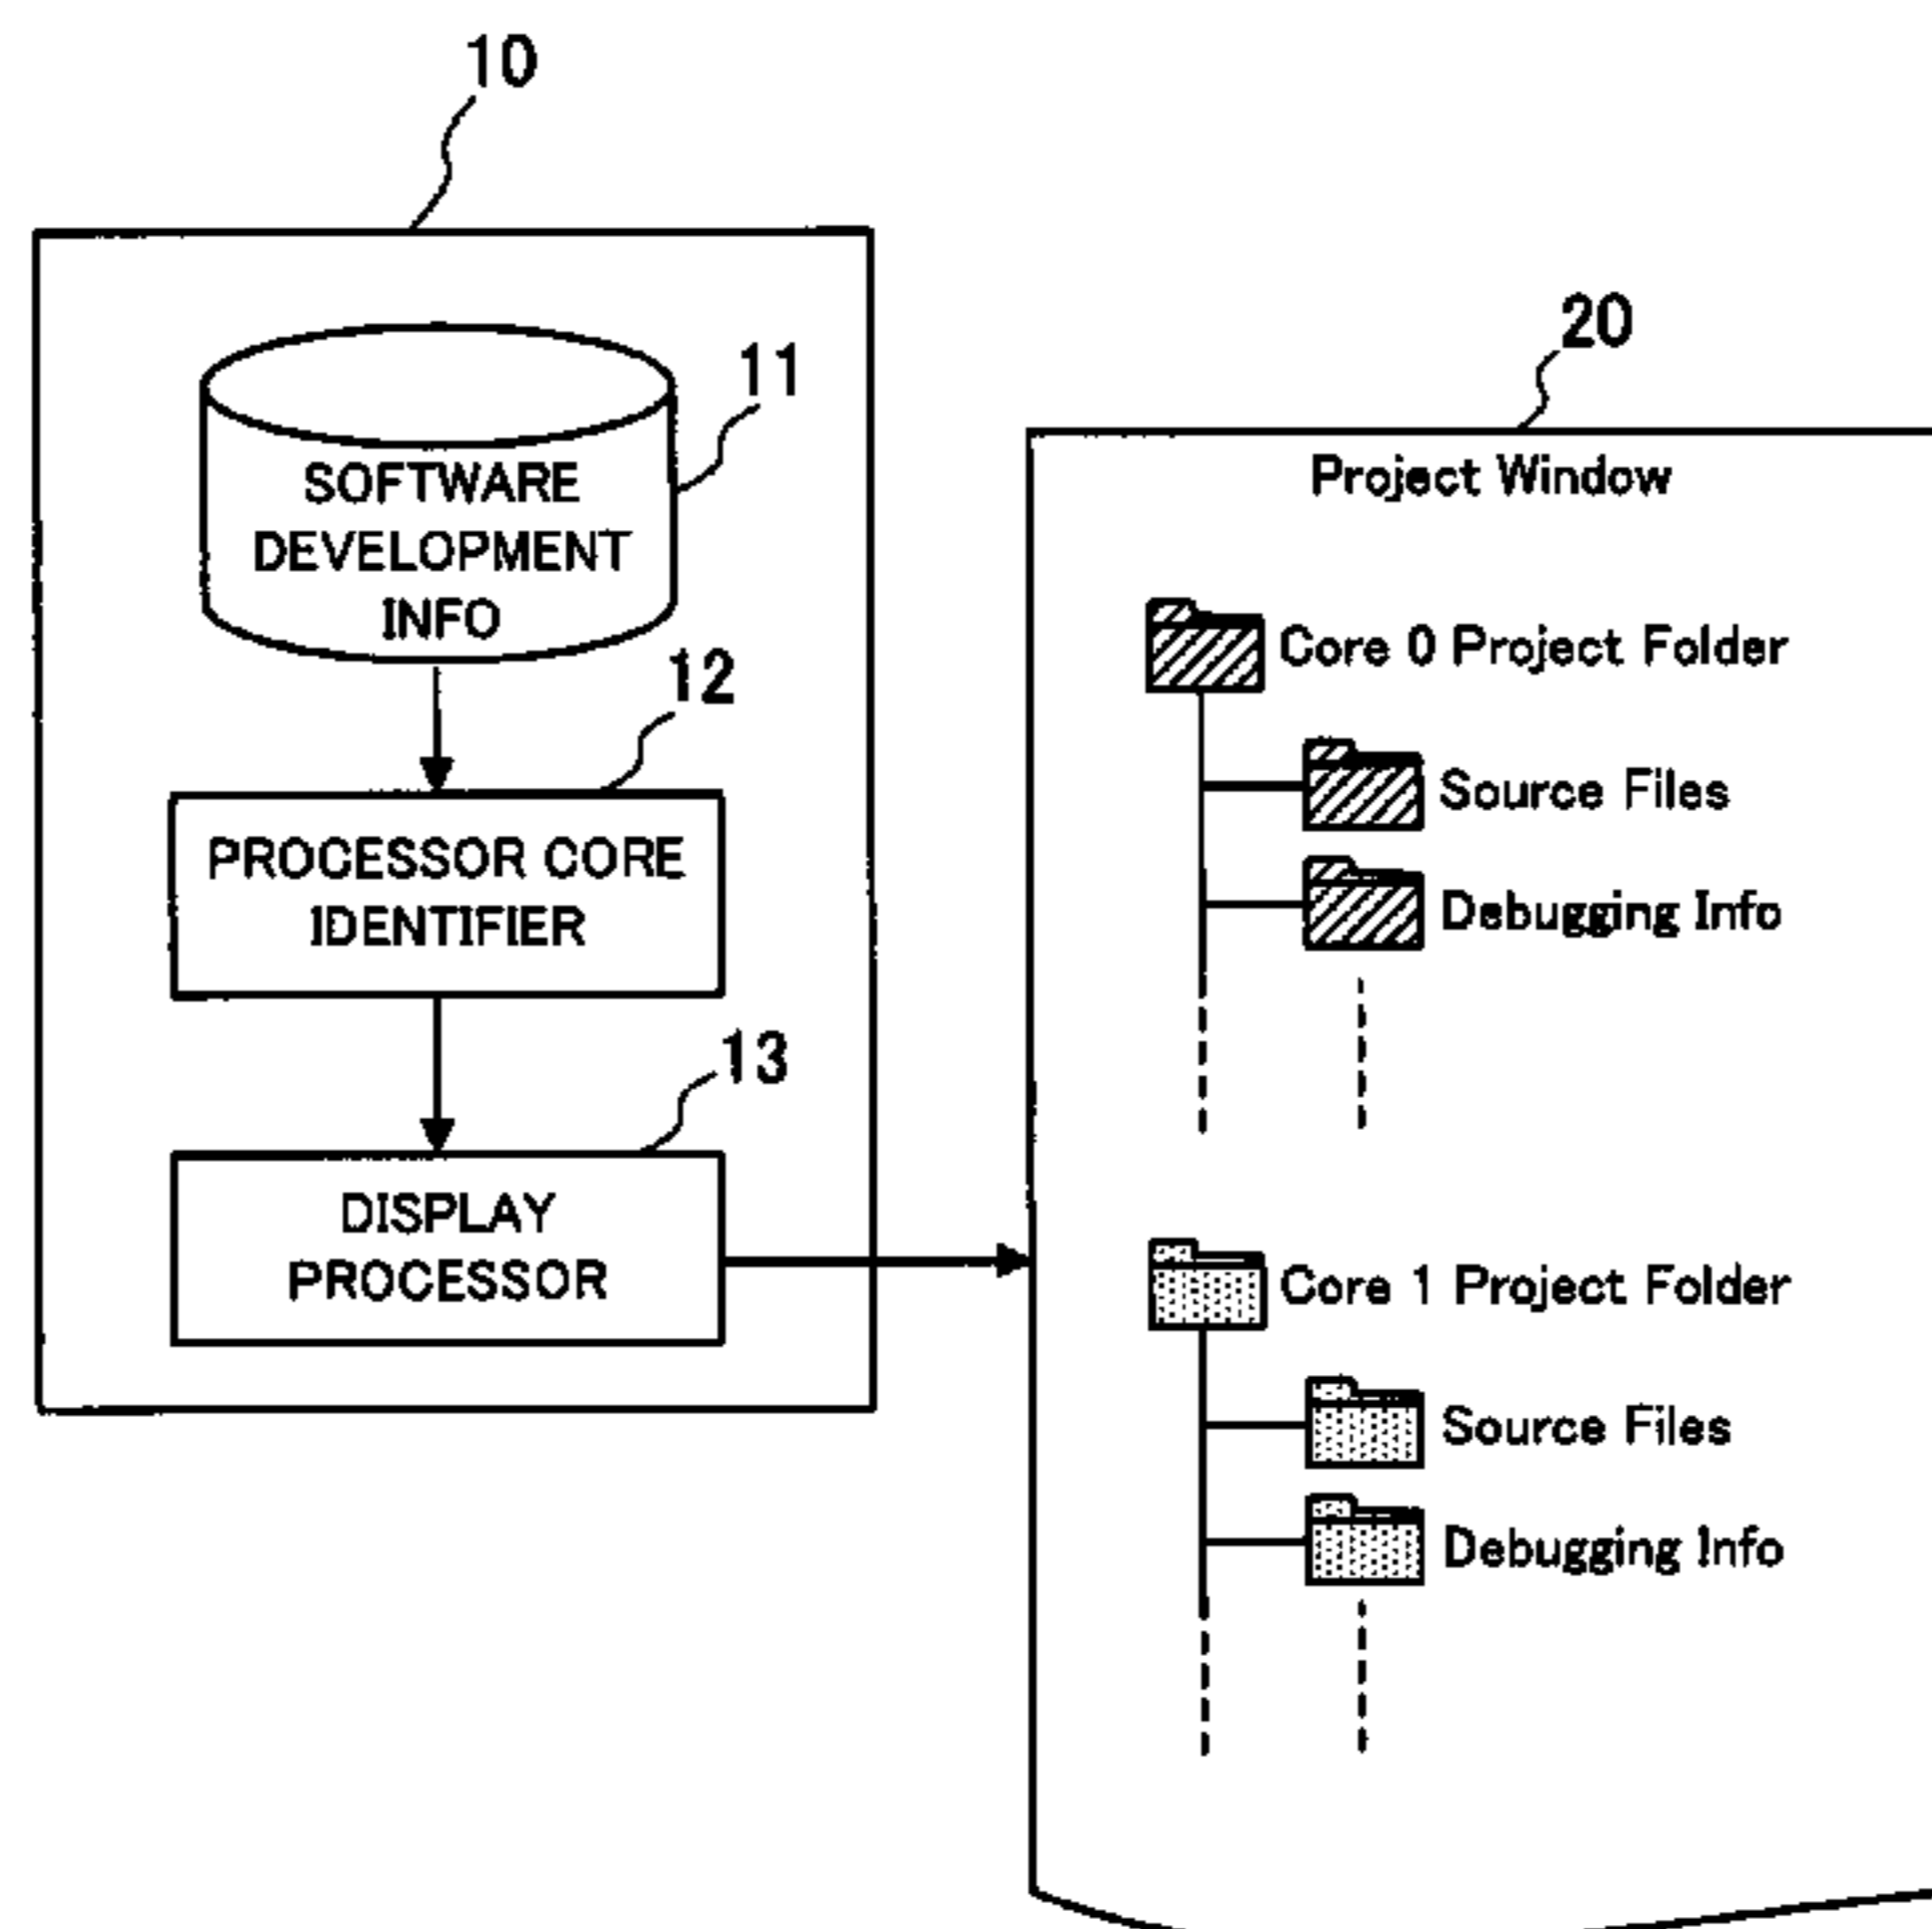 10
11
SOFTWARE
DEVELOPMENT
INFO
12
PROCESSOR CORE
IDENTIFIER
13
DISPLAY
PROCESSOR
20
Project Window
Core 0 Project Folder
Source Files
Debugging Info
Core 1 Project Folder
Source Files
Debugging Info